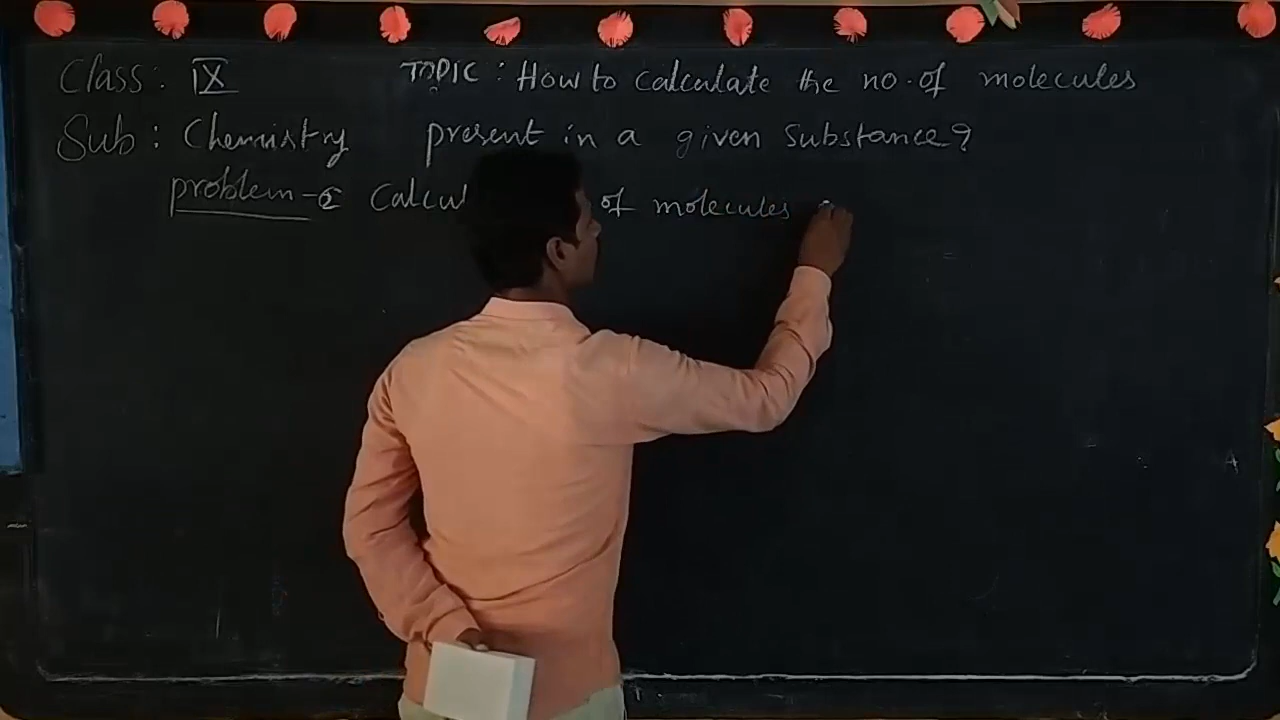 Class: IX TOPIC: How to calculate the no. of molecules
Sub: Chemistry present in a given substance?
problem-2 Calcul of molecules